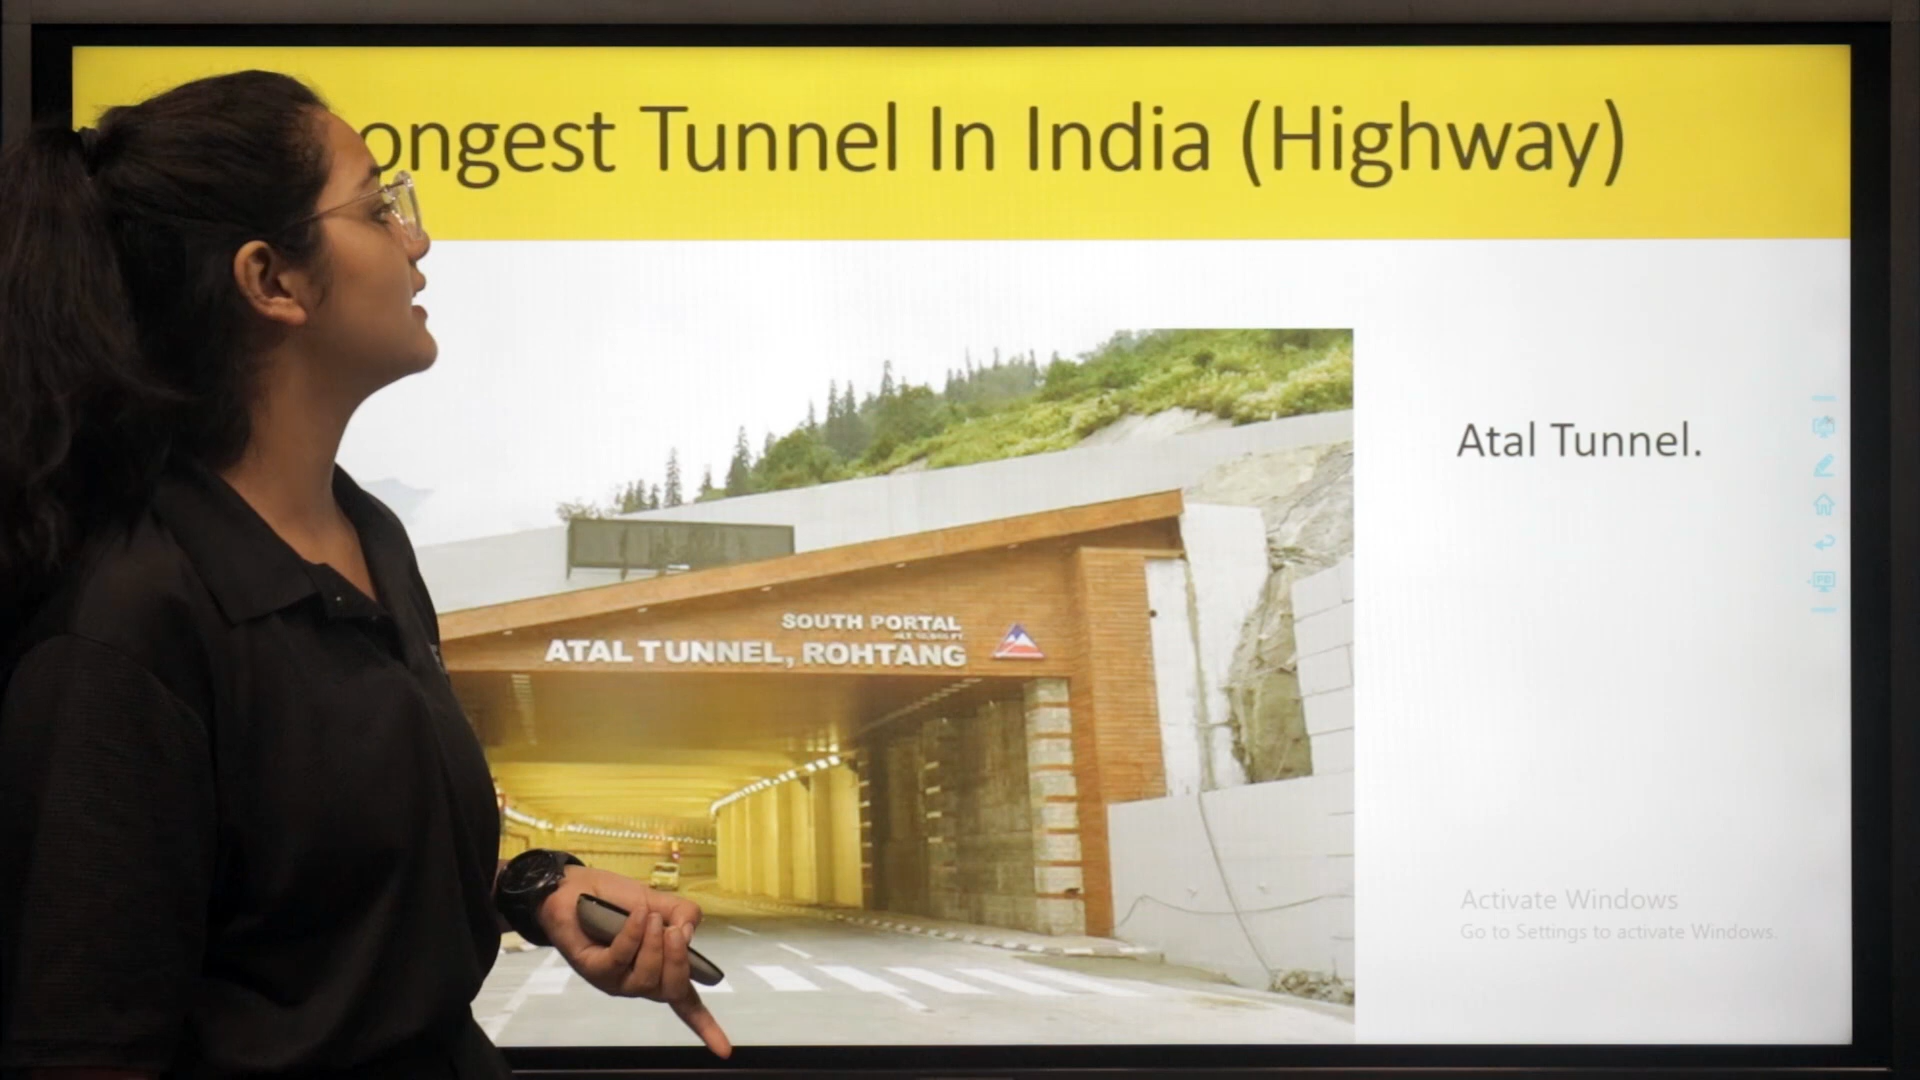 ongest Tunnel In India (Highway)
Atal Tunnel.
SOUTH PORTAL
ATAL TUNNEL, ROHTANG
Activate Windows
Go to Settings to activate Windows.